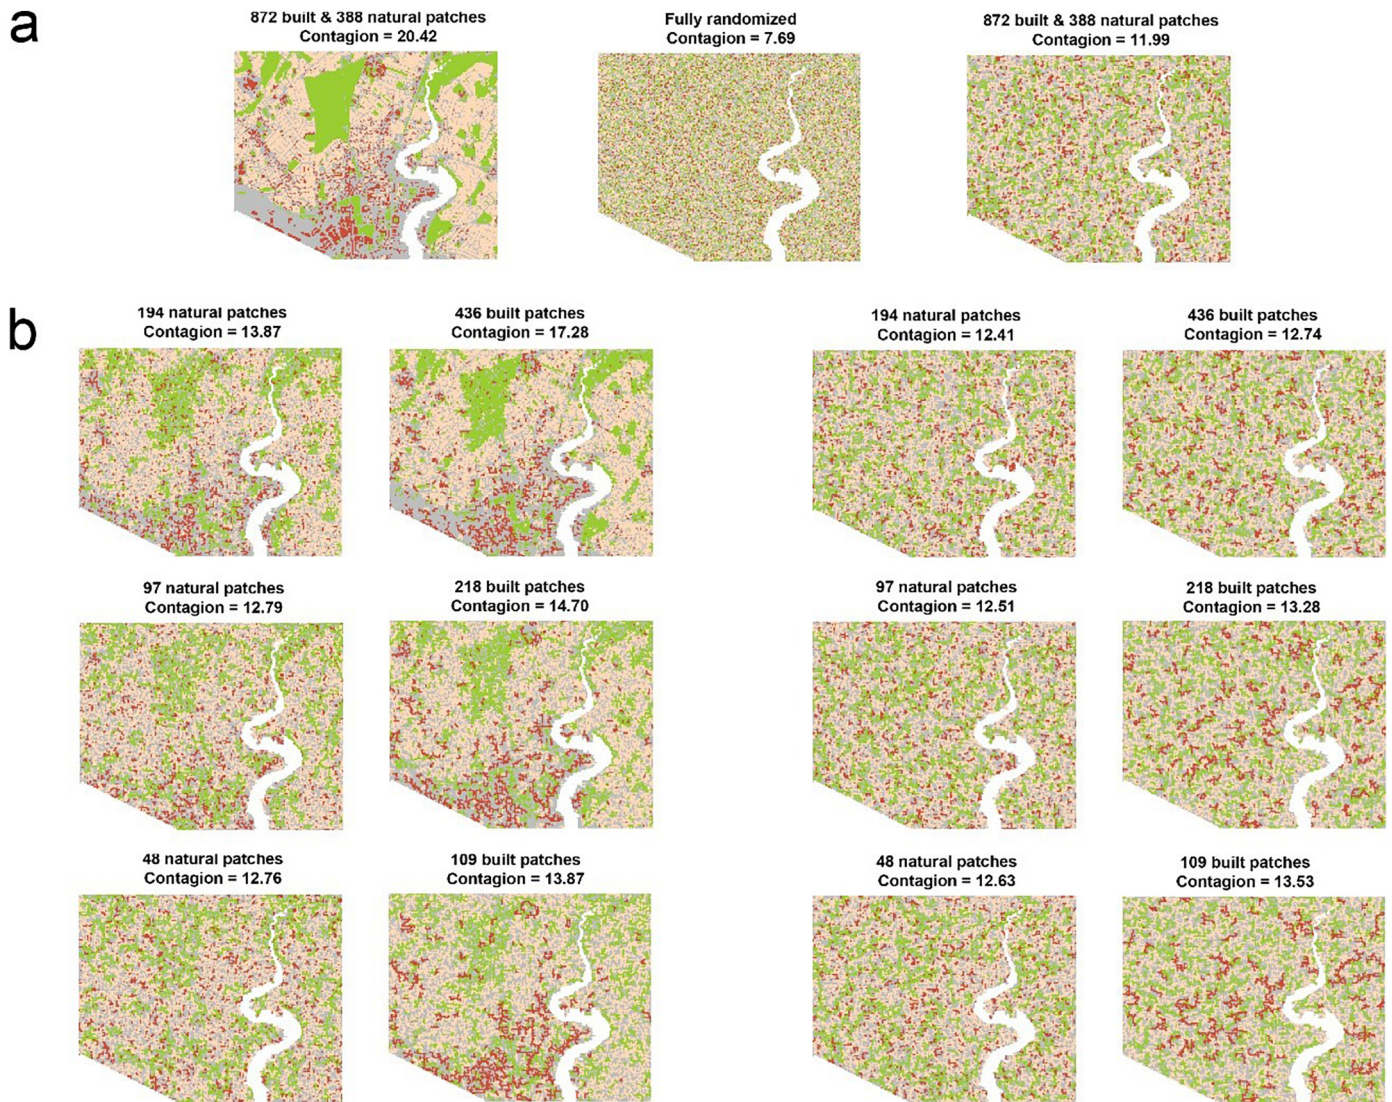 a
872 built & 388 natural patches
Contagion = 20.42
Fully randomized
Contagion = 7.69
872 built & 388 natural patches
Contagion = 11.99
b
194 natural patches
Contagion = 13.87
436 built patches
Contagion = 17.28
194 natural patches
Contagion = 12.41
436 built patches
Contagion = 12.74
97 natural patches
Contagion = 12.79
218 built patches
Contagion = 14.70
97 natural patches
Contagion = 12.51
218 built patches
Contagion = 13.28
48 natural patches
Contagion = 12.76
109 built patches
Contagion = 13.87
48 natural patches
Contagion = 12.63
109 built patches
Contagion = 13.53